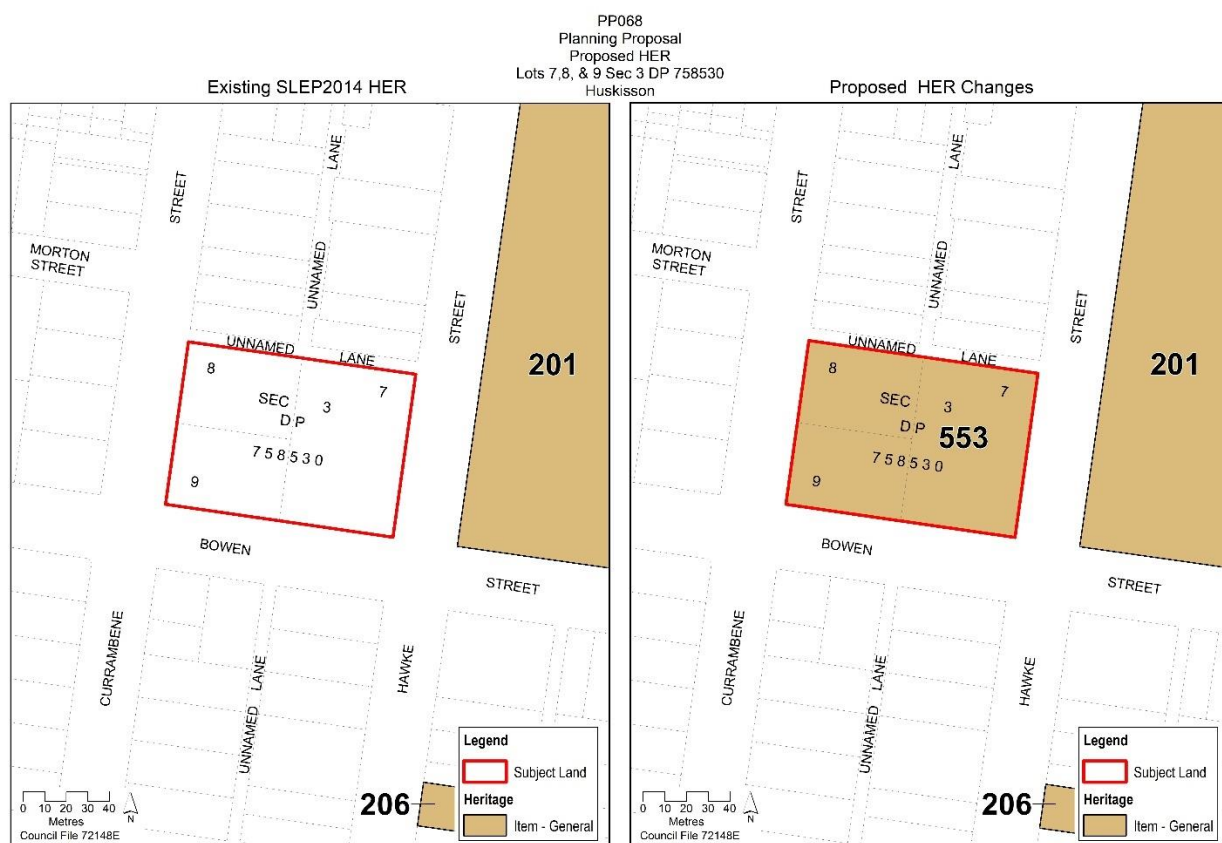 PP068
Planning Proposal
Proposed HER
Lots 7,8, & 9 Sec 3 DP 758530
Huskisson
Existing SLEP2014 HER
LANE
STREET
MORTON
STREET
UNNAMED
STREET
UNNAMED
LANE
201
8
7
SEC
3
D P
7 5 8 5 3 0
9
BOWEN
STREET
CURRAMBENE
UNNAMED LANE
HAWKE
206
0 10 20 30 40
Metres
Council File 72148E
N
Legend
Subject Land
Heritage
Item - General
Proposed HER Changes
LANE
STREET
MORTON
STREET
UNNAMED
STREET
UNNAMED
LANE
201
8
7
SEC
3
D P
553
7 5 8 5 3 0
9
BOWEN
STREET
CURRAMBENE
UNNAMED LANE
HAWKE
206
0 10 20 30 40
Metres
Council File 72148E
N
Legend
Subject Land
Heritage
Item - General